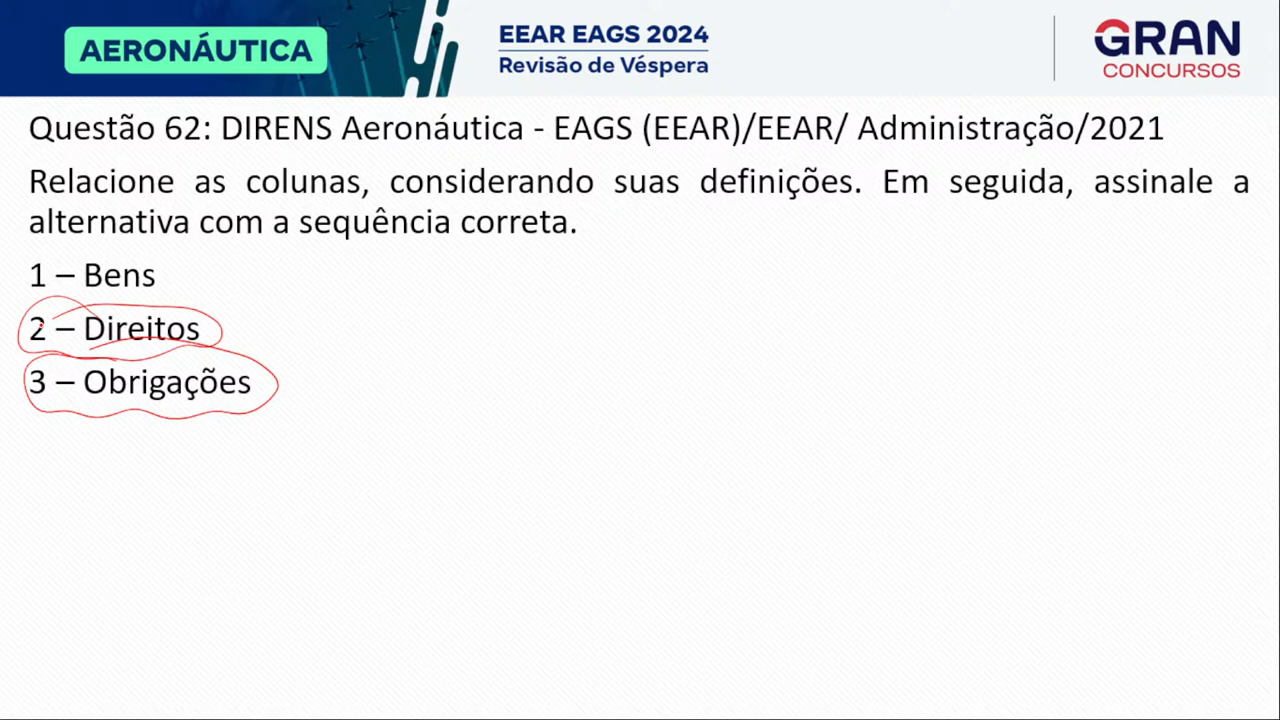 AERONÁUTICA
EEAR EAGS 2024
Revisão de Véspera
GRAN
CONCURSOS
Questão 62: DIRENS Aeronáutica - EAGS (EEAR)/EEAR/ Administração/2021
Relacione as colunas, considerando suas definições. Em seguida, assinale a
alternativa com a sequência correta.
1 – Bens
2 – Direitos
3 – Obrigações